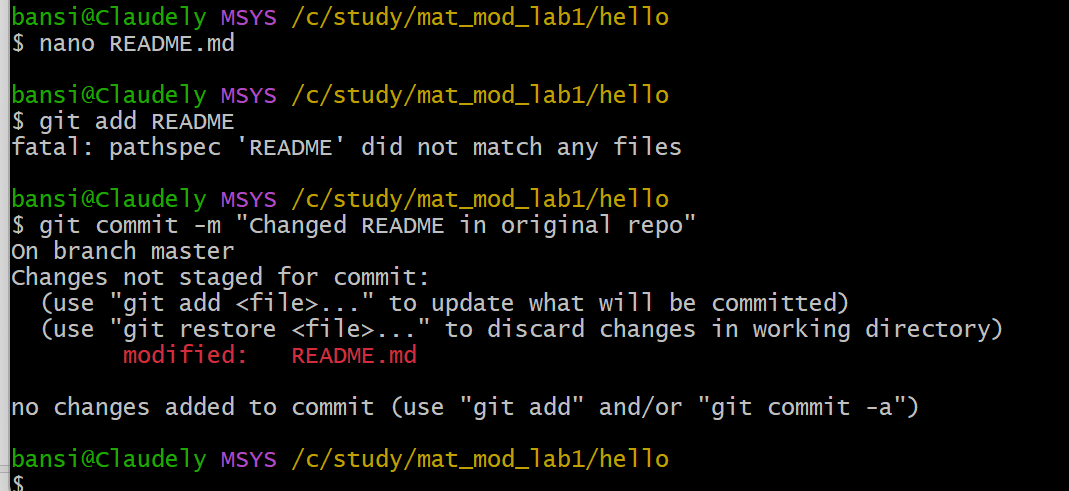 bansi@Claudely MSYS /c/study/mat_mod_lab1/hello
$ nano README.md
bansi@Claudely MSYS /c/study/mat_mod_lab1/hello
$ git add README
fatal: pathspec 'README' did not match any files
bansi@Claudely MSYS /c/study/mat_mod_lab1/hello
$ git commit -m "Changed README in original repo"
On branch master
Changes not staged for commit:
  (use "git add <file>..." to update what will be committed)
  (use "git restore <file>..." to discard changes in working directory)
        modified:   README.md
no changes added to commit (use "git add" and/or "git commit -a")
bansi@Claudely MSYS /c/study/mat_mod_lab1/hello
$